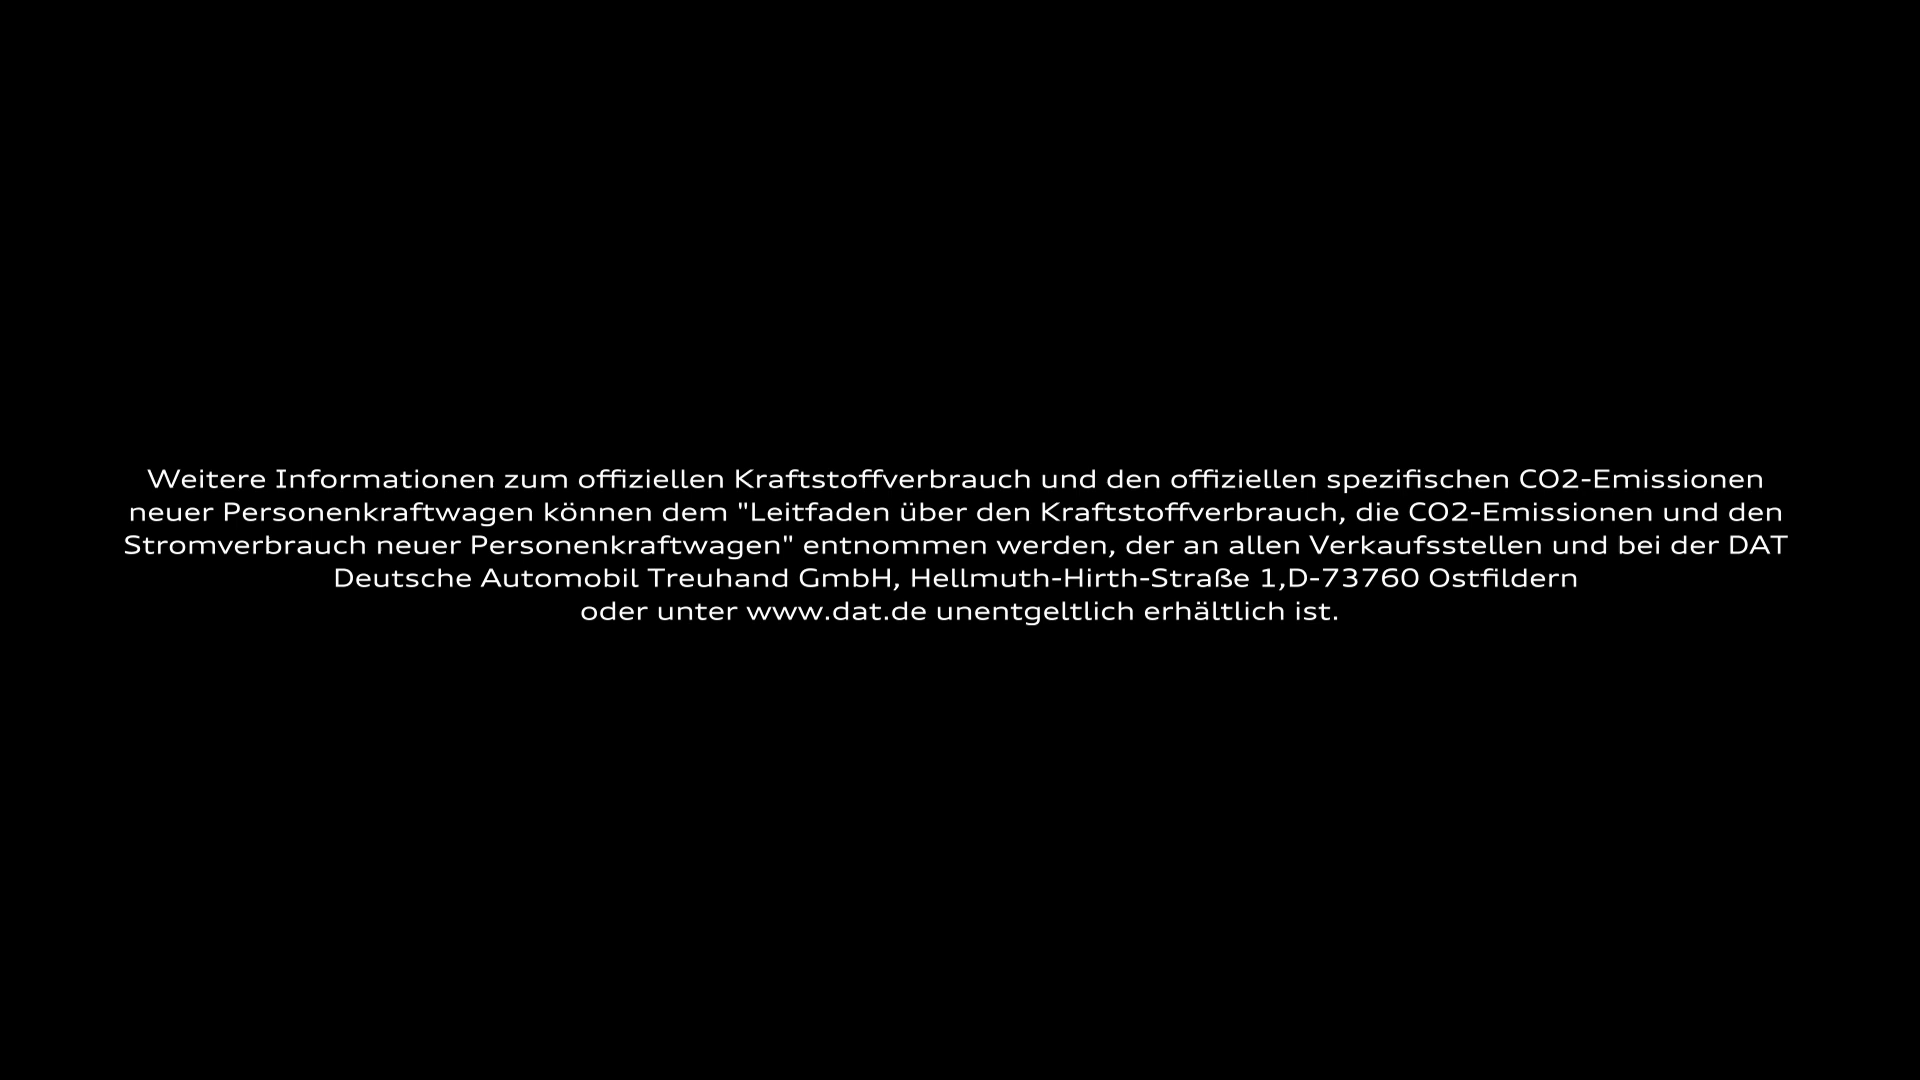 Weitere Informationen zum offiziellen Kraftstoffverbrauch und den offiziellen spezifischen CO2-Emissionen
neuer Personenkraftwagen können dem "Leitfaden über den Kraftstoffverbrauch, die CO2-Emissionen und den
Stromverbrauch neuer Personenkraftwagen" entnommen werden, der an allen Verkaufsstellen und bei der DAT
Deutsche Automobil Treuhand GmbH, Hellmuth-Hirth-Straße 1,D-73760 Ostfildern
oder unter www.dat.de unentgeltlich erhältlich ist.